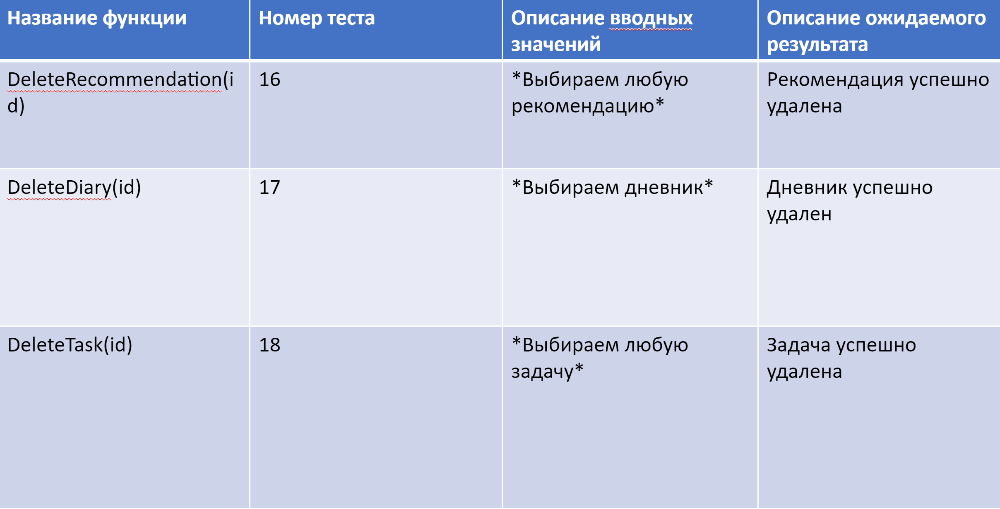 Название функции
Номер теста
Описание вводных
значений
Описание ожидаемого
результата
DeleteRecommendation(i
d)
16
*Выбираем любую
рекомендацию*
Рекомендация успешно
удалена
DeleteDiary(id)
17
*Выбираем дневник*
Дневник успешно
удален
DeleteTask(id)
18
*Выбираем любую
задачу*
Задача успешно
удалена